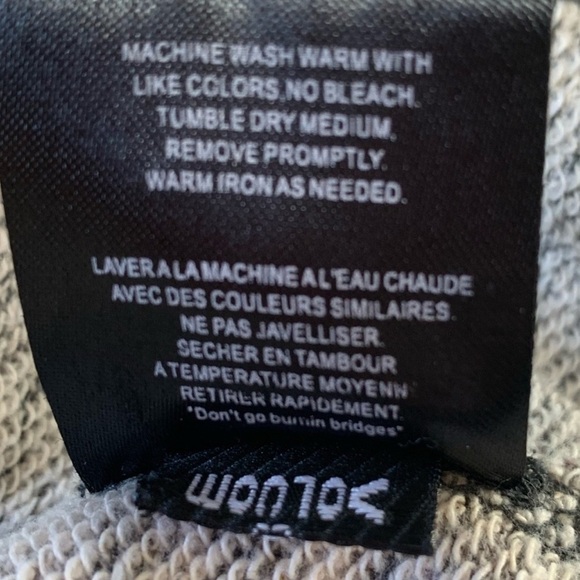 MACHINE WASH WARM WITH
LIKE COLORS. NO BLEACH.
TUMBLE DRY MEDIUM.
REMOVE PROMPTLY.
WARM IRON AS NEEDED.
LAVER A LA MACHINE A L'EAU CHAUDE
AVEC DES COULEURS SIMILAIRES.
NE PAS JAVELLISER.
SECHER EN TAMBOUR
A TEMPERATURE MOYENN
RETIRER RAPIDEMENT.
"Don't go burnin bridges"
VOLCOM